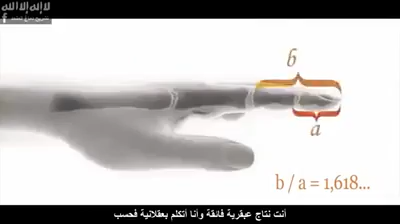 لا إله إلا الله
b
a
b / a = 1,618...
أنت نتاج عبقرية فائقة وأنا أتكلم بعقلانية فحسب